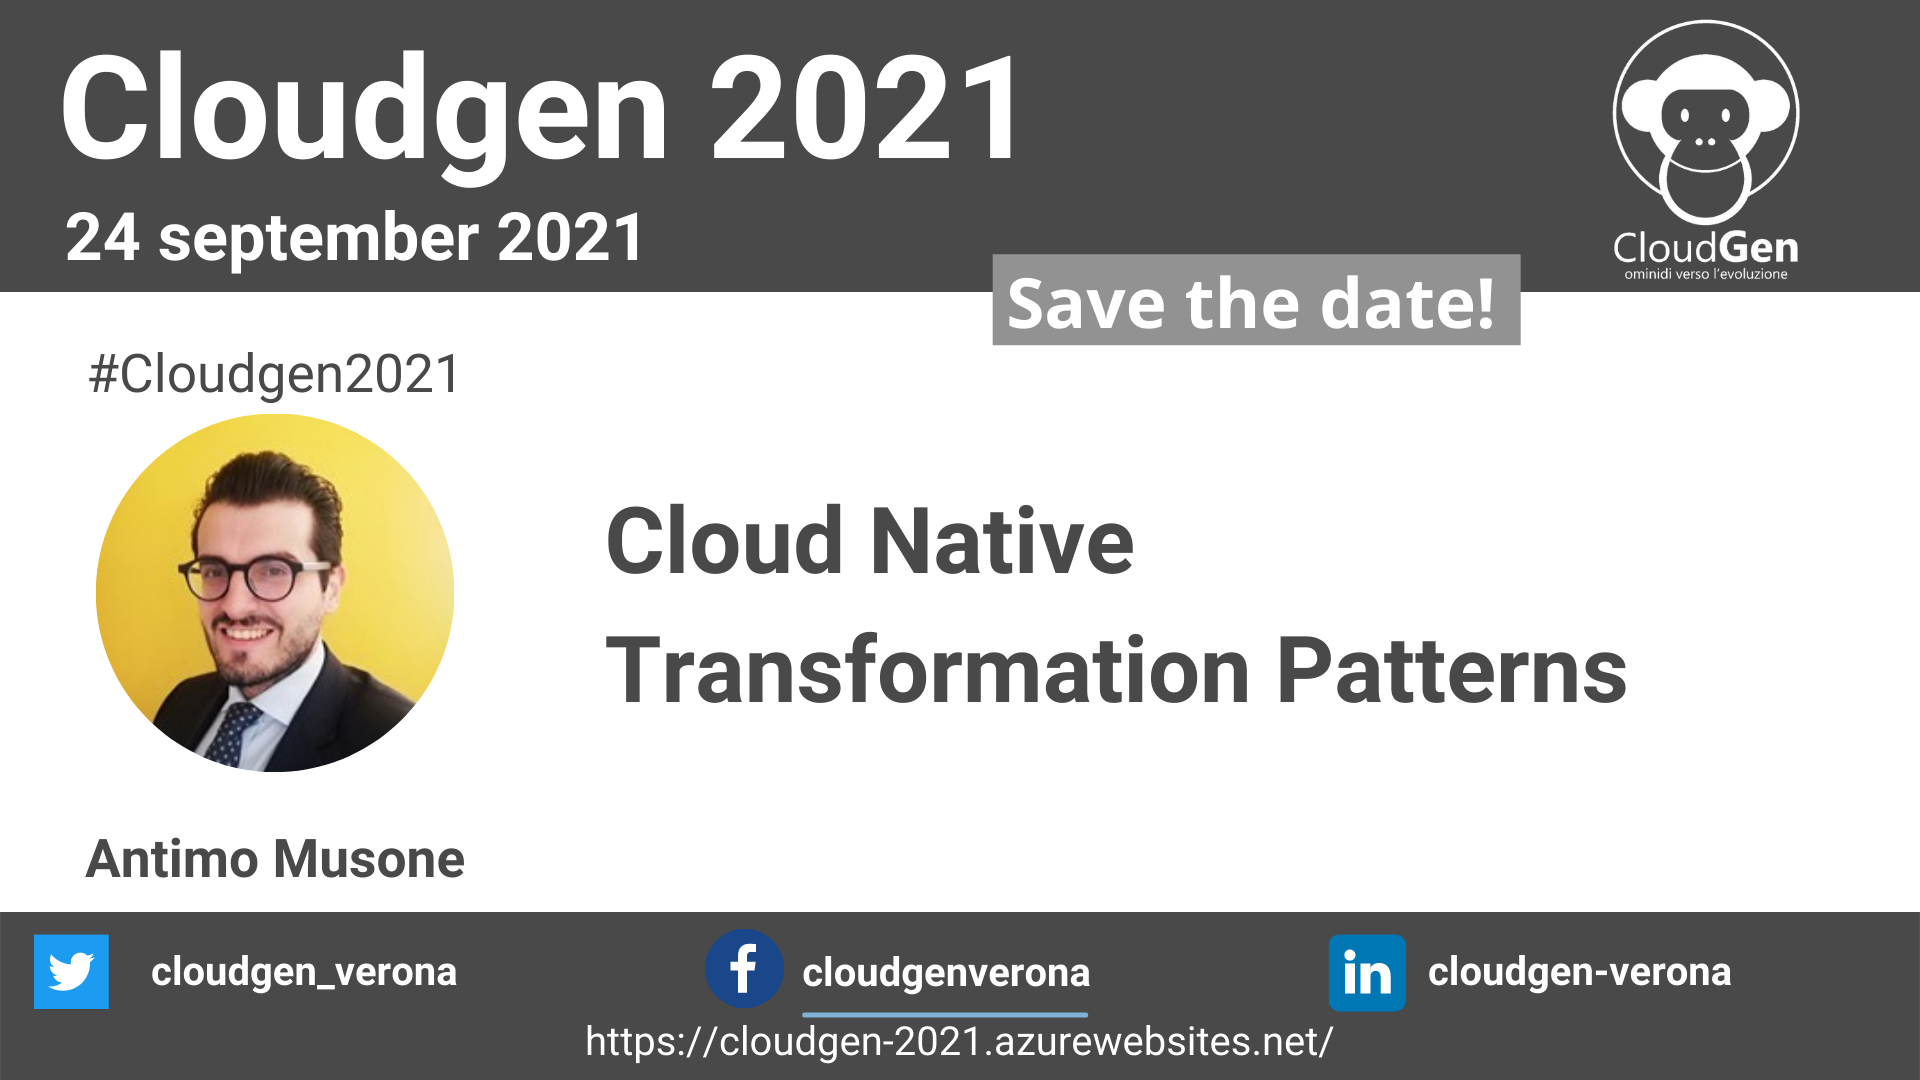 Cloudgen 2021
24 september 2021
CloudGen
ominidi verso l'evoluzione
Save the date!
#Cloudgen2021
Cloud Native
Transformation Patterns
Antimo Musone
cloudgen_verona
cloudgenverona
cloudgen-verona
https://cloudgen-2021.azurewebsites.net/